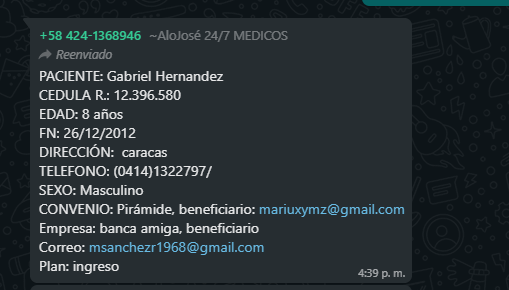 +58 424-1368946 ~AloJosé 24/7 MEDICOS
Reenviado
PACIENTE: Gabriel Hernandez
CEDULA R.: 12.396.580
EDAD: 8 años
FN: 26/12/2012
DIRECCIÓN: caracas
TELEFONO: (0414)1322797/
SEXO: Masculino
CONVENIO: Pirámide, beneficiario: mariuxymz@gmail.com
Empresa: banca amiga, beneficiario
Correo: msanchezr1968@gmail.com
Plan: ingreso
4:39 p. m.